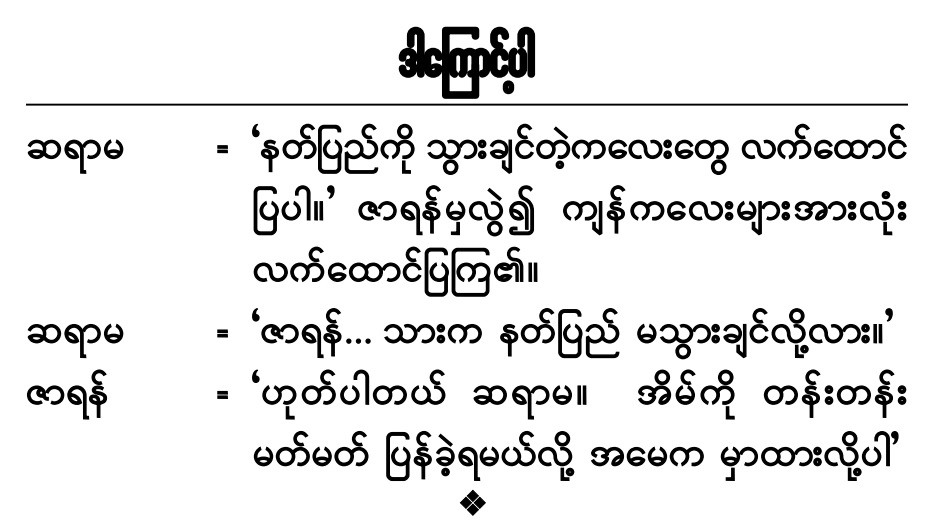 ဒါကြောင့်ပါ
ဆရာမ = ‘နတ်ပြည်ကို သွားချင်တဲ့ကလေးတွေ လက်ထောင်
ပြပါ။’ ဇာရန်မှလွဲ၍ ကျန်ကလေးများအားလုံး
လက်ထောင်ပြကြ၏။
ဆရာမ = ‘ဇာရန်... သားက နတ်ပြည် မသွားချင်လို့လား။’
ဇာရန် = ‘ဟုတ်ပါတယ် ဆရာမ။ အိမ်ကို တန်းတန်း
မတ်မတ် ပြန်ခဲ့ရမယ်လို့ အမေက မှာထားလို့ပါ’
❖